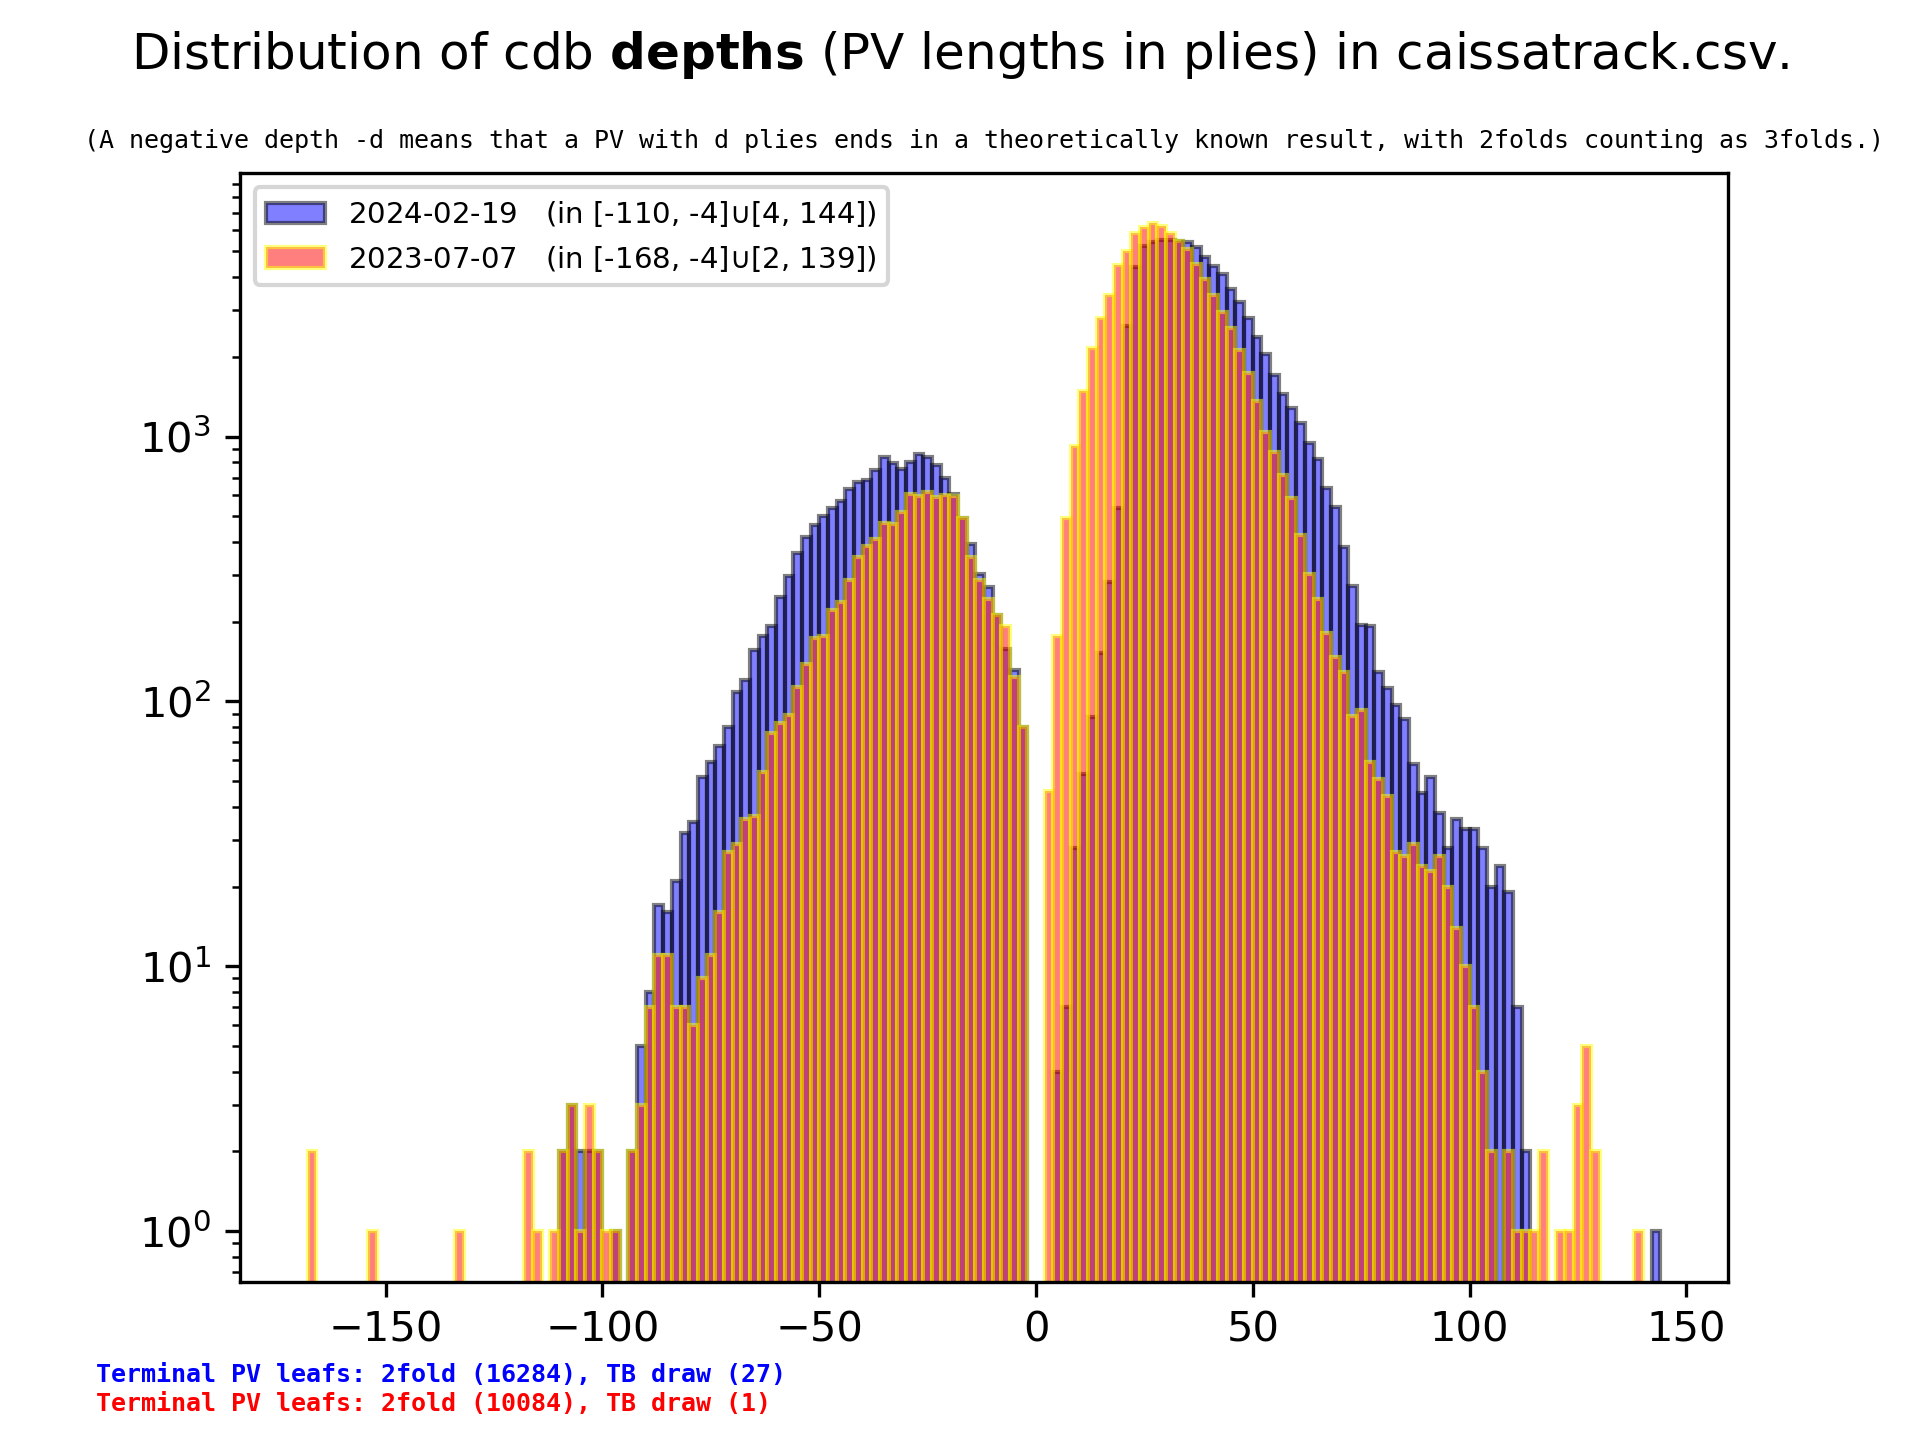 Distribution of cdb depths (PV lengths in plies) in caissatrack.csv.
(A negative depth -d means that a PV with d plies ends in a theoretically known result, with 2folds counting as 3folds.)
2024-02-19 (in [-110, -4]∪[4, 144])
2023-07-07 (in [-168, -4]∪[2, 139])
10³
10²
10¹
10⁰
−150 −100 −50 0 50 100 150
Terminal PV leafs: 2fold (16284), TB draw (27)
Terminal PV leafs: 2fold (10084), TB draw (1)